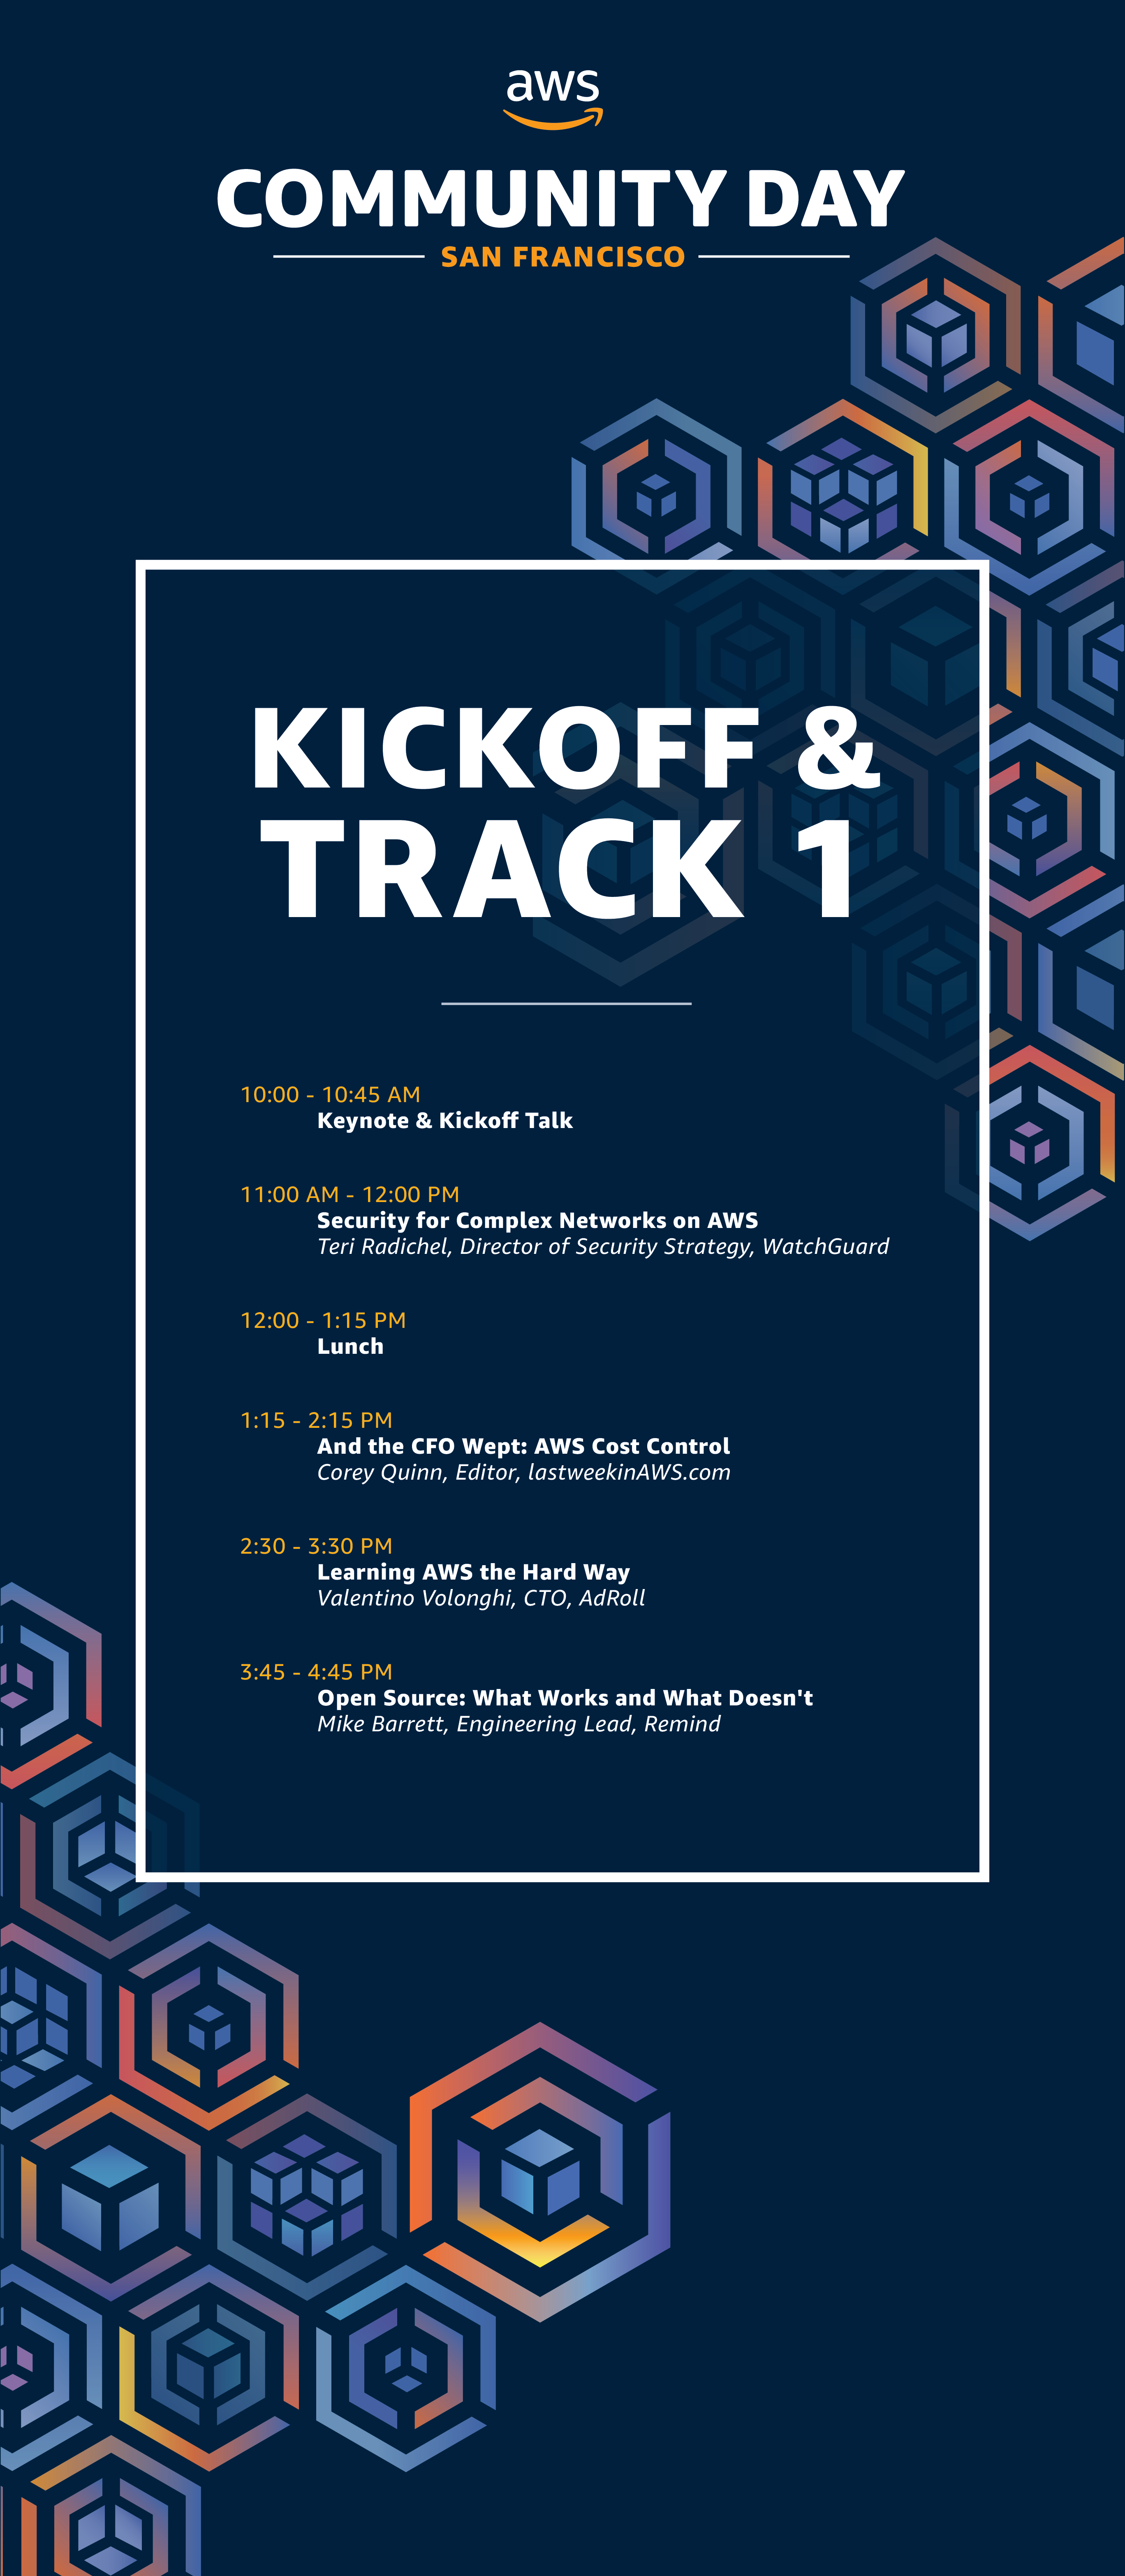 aws
COMMUNITY DAY
SAN FRANCISCO
KICKOFF &
TRACK 1
10:00 - 10:45 AM
Keynote & Kickoff Talk
11:00 AM - 12:00 PM
Security for Complex Networks on AWS
Teri Radichel, Director of Security Strategy, WatchGuard
12:00 - 1:15 PM
Lunch
1:15 - 2:15 PM
And the CFO Wept: AWS Cost Control
Corey Quinn, Editor, lastweekinAWS.com
2:30 - 3:30 PM
Learning AWS the Hard Way
Valentino Volonghi, CTO, AdRoll
3:45 - 4:45 PM
Open Source: What Works and What Doesn't
Mike Barrett, Engineering Lead, Remind